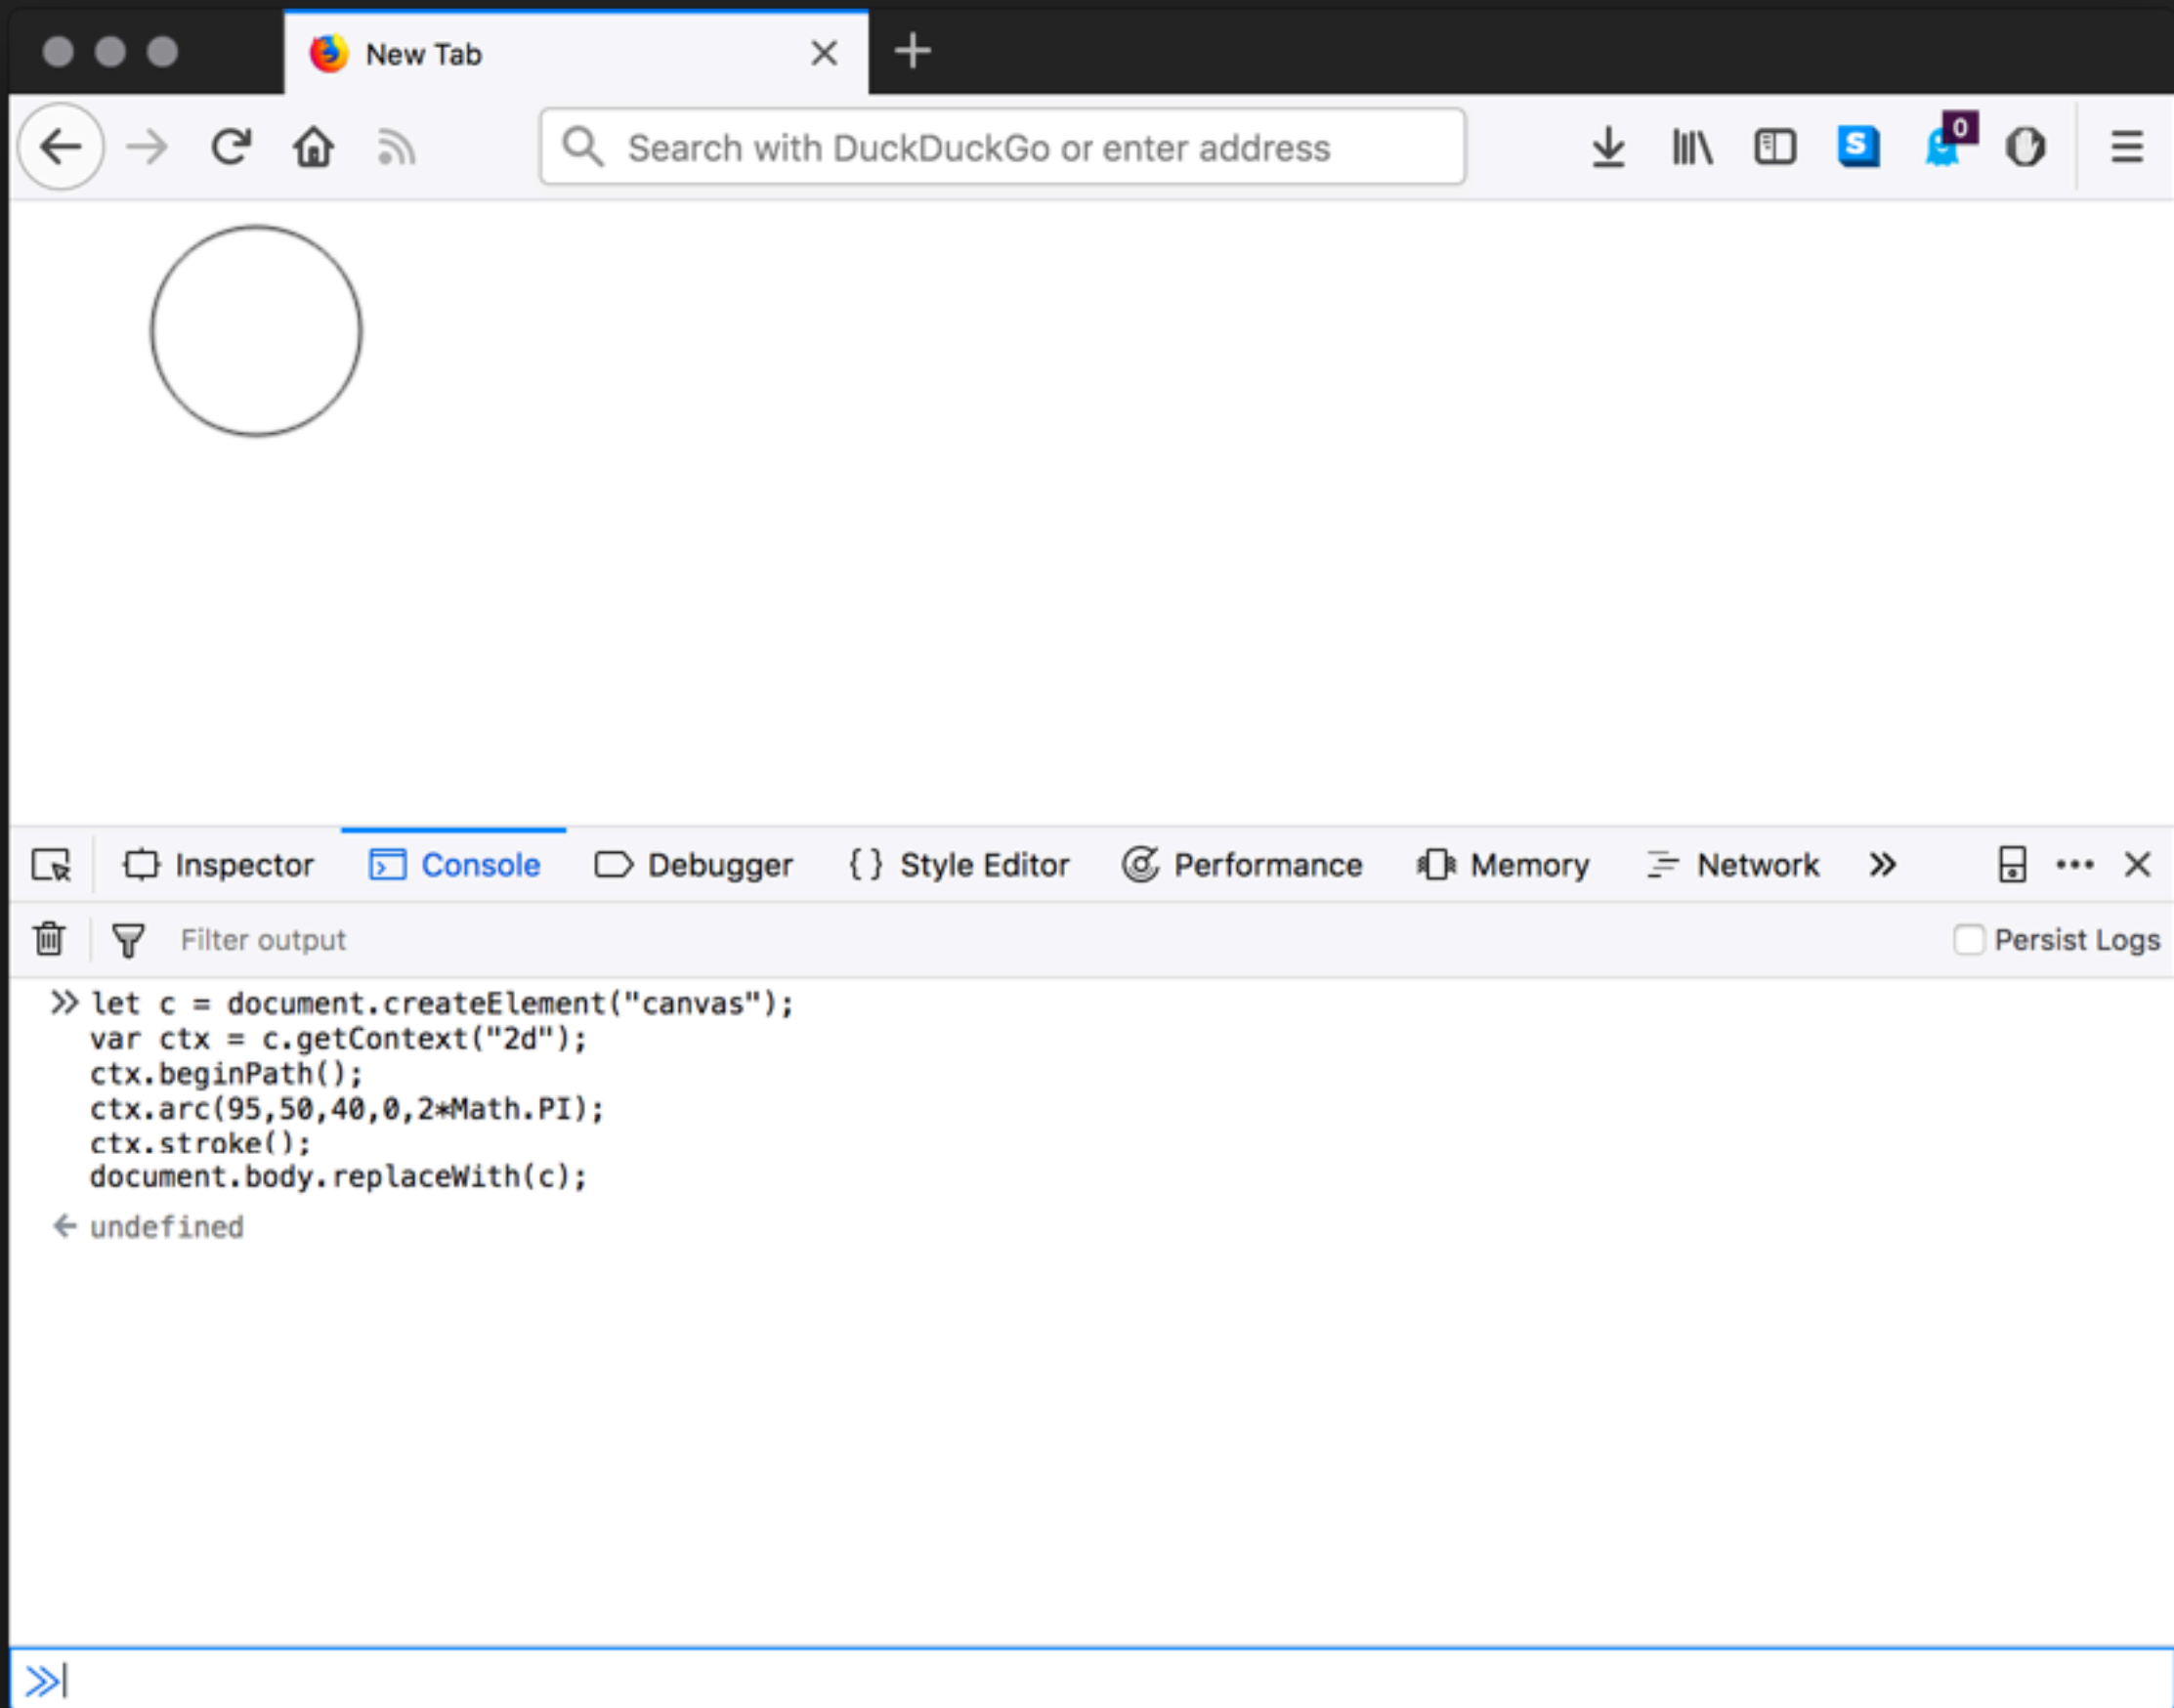 New Tab
Search with DuckDuckGo or enter address
S
0
Inspector Console Debugger { } Style Editor Performance Memory Network
Filter output Persist Logs
let c = document.createElement("canvas");
var ctx = c.getContext("2d");
ctx.beginPath();
ctx.arc(95,50,40,0,2*Math.PI);
ctx.stroke();
document.body.replaceWith(c);
undefined